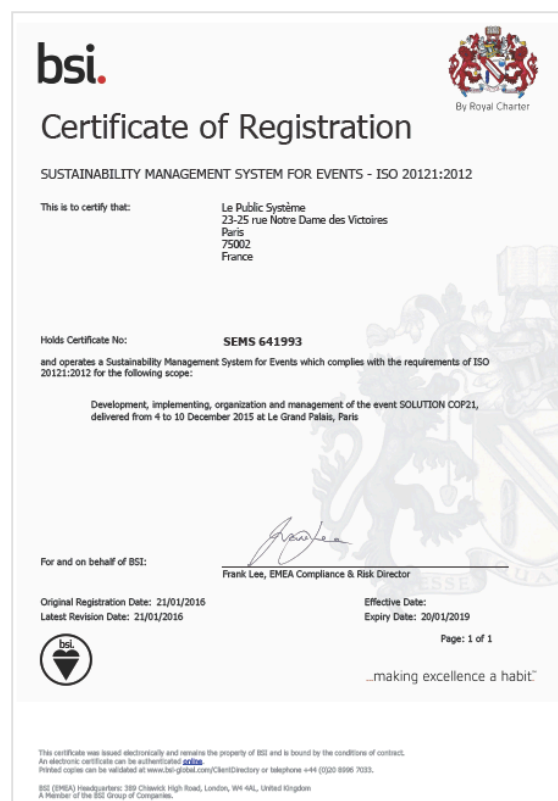 bsi.
By Royal Charter
Certificate of Registration
SUSTAINABILITY MANAGEMENT SYSTEM FOR EVENTS - ISO 20121:2012
This is to certify that: Le Public Système
23-25 rue Notre Dame des Victoires
Paris
75002
France
Holds Certificate No: SEMS 641993
and operates a Sustainability Management System for Events which complies with the requirements of ISO
20121:2012 for the following scope:
Development, implementing, organization and management of the event SOLUTION COP21,
delivered from 4 to 10 December 2015 at Le Grand Palais, Paris
For and on behalf of BSI:
Frank Lee, EMEA Compliance & Risk Director
Original Registration Date: 21/01/2016 Effective Date:
Latest Revision Date: 21/01/2016 Expiry Date: 20/01/2019
Page: 1 of 1
bsi.
...making excellence a habit.™
This certificate was issued electronically and remains the property of BSI and is bound by the conditions of contract.
An electronic certificate can be authenticated online.
Printed copies can be validated at www.bsi-global.com/ClientDirectory or telephone +44 (0)20 8996 7033.
BSI (EMEA) Headquarters: 389 Chiswick High Road, London, W4 4AL, United Kingdom
A Member of the BSI Group of Companies.